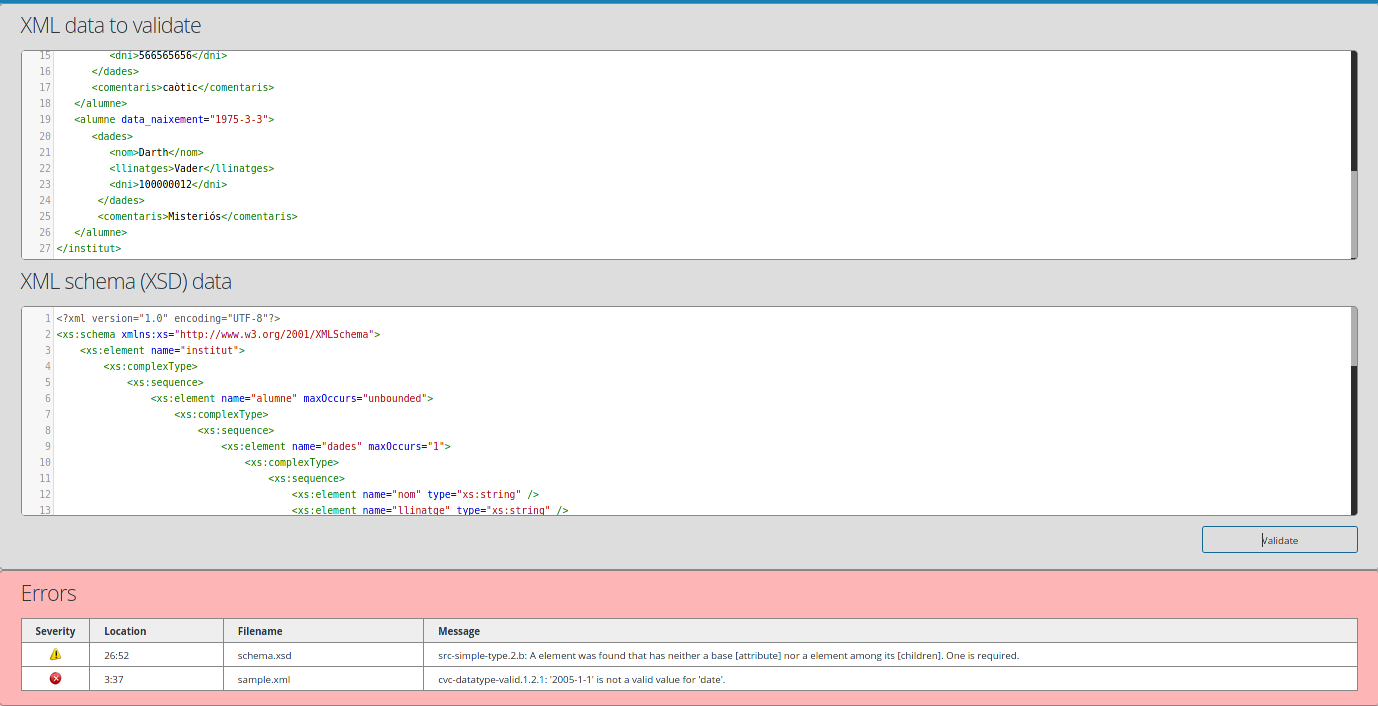 XML data to validate
15 <dni>566565656</dni>
16 </dades>
17 <comentaris>caòtic</comentaris>
18 </alumne>
19 <alumne data_naixement="1975-3-3">
20 <dades>
21 <nom>Darth</nom>
22 <llinatges>Vader</llinatges>
23 <dni>100000012</dni>
24 </dades>
25 <comentaris>Misteriós</comentaris>
26 </alumne>
27 </institut>
XML schema (XSD) data
1 <?xml version="1.0" encoding="UTF-8"?>
2 <xs:schema xmlns:xs="http://www.w3.org/2001/XMLSchema">
3 <xs:element name="institut">
4 <xs:complexType>
5 <xs:sequence>
6 <xs:element name="alumne" maxOccurs="unbounded">
7 <xs:complexType>
8 <xs:sequence>
9 <xs:element name="dades" maxOccurs="1">
10 <xs:complexType>
11 <xs:sequence>
12 <xs:element name="nom" type="xs:string" />
13 <xs:element name="llinatge" type="xs:string" />
Validate
Errors
Severity Location Filename Message
26:52 schema.xsd src-simple-type.2.b: A element was found that has neither a base [attribute] nor a element among its [children]. One is required.
3:37 sample.xml cvc-datatype-valid.1.2.1: '2005-1-1' is not a valid value for 'date'.